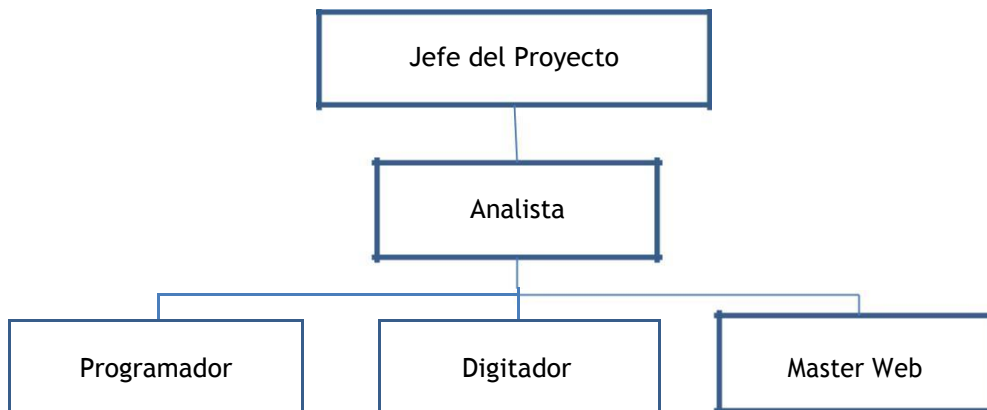 Jefe del Proyecto
Analista
Programador
Digitador
Master Web